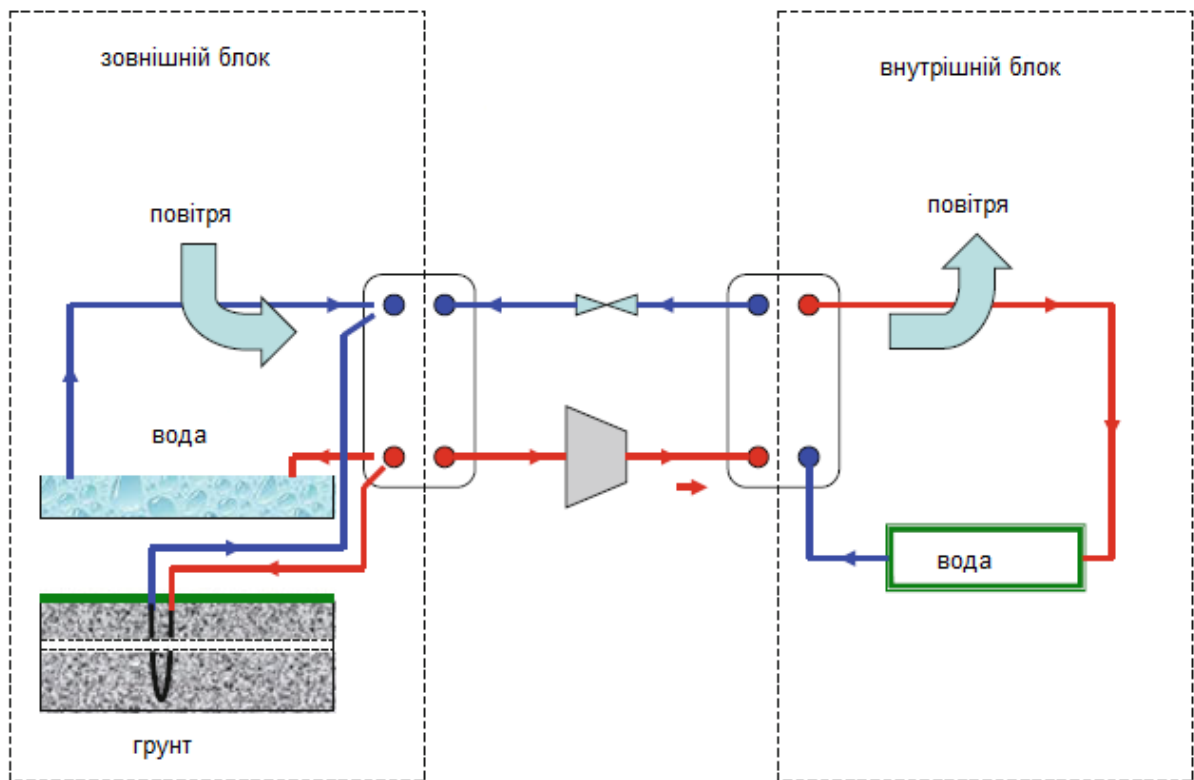 зовнішній блок
внутрішній блок
повітря
повітря
вода
вода
грунт